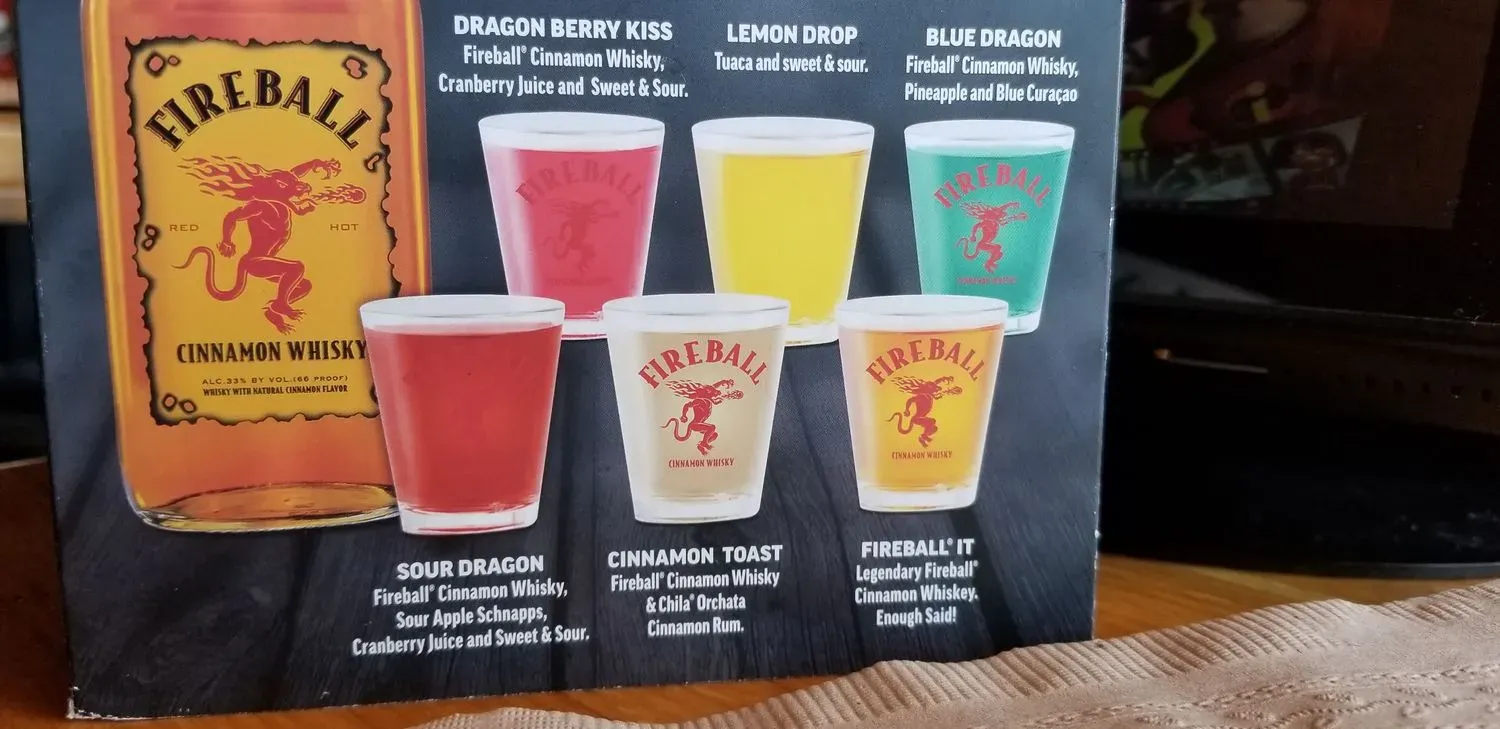 FIREBALL
RED HOT
CINNAMON WHISKY
ALC.33% BY VOL.(66 PROOF)
WHISKY WITH NATURAL CINNAMON FLAVOR
DRAGON BERRY KISS
Fireball® Cinnamon Whisky,
Cranberry Juice and Sweet & Sour.
LEMON DROP
Tuaca and sweet & sour.
BLUE DRAGON
Fireball® Cinnamon Whisky,
Pineapple and Blue Curaçao
FIREBALL
FIREBALL
CINNAMON WHISKY
FIREBALL
CINNAMON WHISKY
FIREBALL
CINNAMON WHISKY
SOUR DRAGON
Fireball® Cinnamon Whisky,
Sour Apple Schnapps,
Cranberry Juice and Sweet & Sour.
CINNAMON TOAST
Fireball® Cinnamon Whisky
& Chila® Orchata
Cinnamon Rum.
FIREBALL® IT
Legendary Fireball®
Cinnamon Whiskey.
Enough Said!